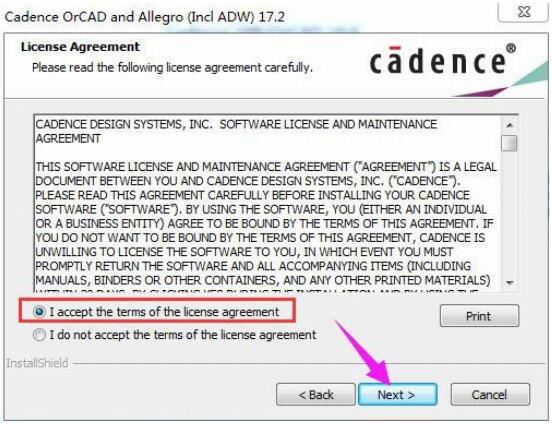 Cadence OrCAD and Allegro (Incl ADW) 17.2
License Agreement
Please read the following license agreement carefully.
cādence®
CADENCE DESIGN SYSTEMS, INC.  SOFTWARE LICENSE AND MAINTENANCE
AGREEMENT
THIS SOFTWARE LICENSE AND MAINTENANCE AGREEMENT ("AGREEMENT") IS A LEGAL
DOCUMENT BETWEEN YOU AND CADENCE DESIGN SYSTEMS, INC. ("CADENCE").
PLEASE READ THIS AGREEMENT CAREFULLY BEFORE INSTALLING YOUR CADENCE
SOFTWARE ("SOFTWARE"). BY USING THE SOFTWARE, YOU (EITHER AN INDIVIDUAL
OR A BUSINESS ENTITY) AGREE TO BE BOUND BY THE TERMS OF THIS AGREEMENT. IF
YOU DO NOT WANT TO BE BOUND BY THE TERMS OF THIS AGREEMENT, CADENCE IS
UNWILLING TO LICENSE THE SOFTWARE TO YOU, IN WHICH EVENT YOU MUST
PROMPTLY RETURN THE SOFTWARE AND ALL ACCOMPANYING ITEMS (INCLUDING
MANUALS, BINDERS OR OTHER CONTAINERS, AND ANY OTHER PRINTED MATERIALS)
I accept the terms of the license agreement
Print
I do not accept the terms of the license agreement
InstallShield
< Back
Next >
Cancel